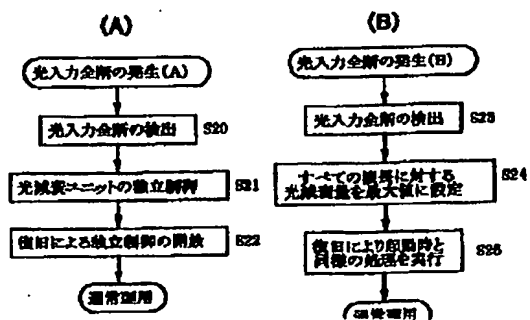 (A)
光入力全断の発生(A)
光入力全断の検出 S20
光減衰ユニットの独立制御 S21
復旧による独立制御の開放 S22
通常運用
(B)
光入力全断の発生(B)
光入力全断の検出 S23
すべての波長に対する
光減衰量を最大値に設定 S24
復旧により起動時と
同様の処理を実行 S25
通常運用